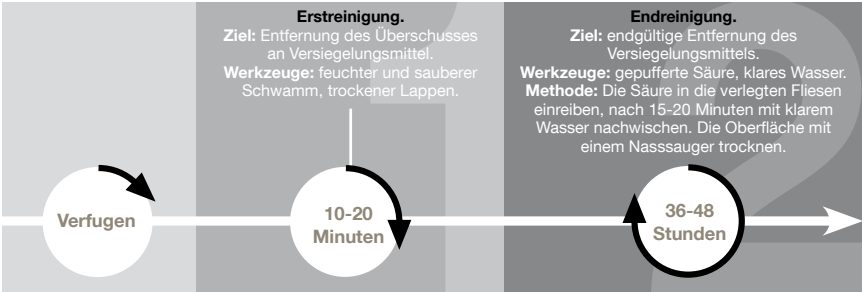 Erstreinigung.
Ziel: Entfernung des Überschusses
an Versiegelungsmittel.
Werkzeuge: feuchter und sauberer
Schwamm, trockener Lappen.
Endreinigung.
Ziel: endgültige Entfernung des
Versiegelungsmittels.
Werkzeuge: gepufferte Säure, klares Wasser.
Methode: Die Säure in die verlegten Fliesen
einreiben, nach 15-20 Minuten mit klarem
Wasser nachwischen. Die Oberfläche mit
einem Nasssauger trocknen.
Verfugen
10-20
Minuten
36-48
Stunden
1
2